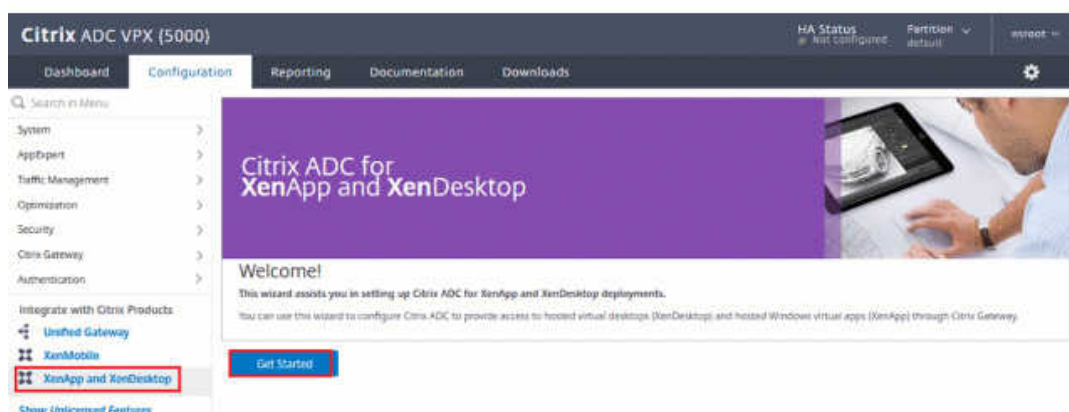 Citrix ADC VPX (5000)
HA Status
Not configured
Partition
default
nsroot
Dashboard Configuration Reporting Documentation Downloads
Search in Menu
System
AppExpert
Traffic Management
Optimization
Security
Citrix Gateway
Authentication
Integrate with Citrix Products
Unified Gateway
XenMobile
XenApp and XenDesktop
Show Unlicensed Features
Citrix ADC for
XenApp and XenDesktop
Welcome!
This wizard assists you in setting up Citrix ADC for XenApp and XenDesktop deployments.
You can use this wizard to configure Citrix ADC to provide access to hosted virtual desktops (XenDesktop) and hosted Windows virtual apps (XenApp) through Citrix Gateway.
Get Started